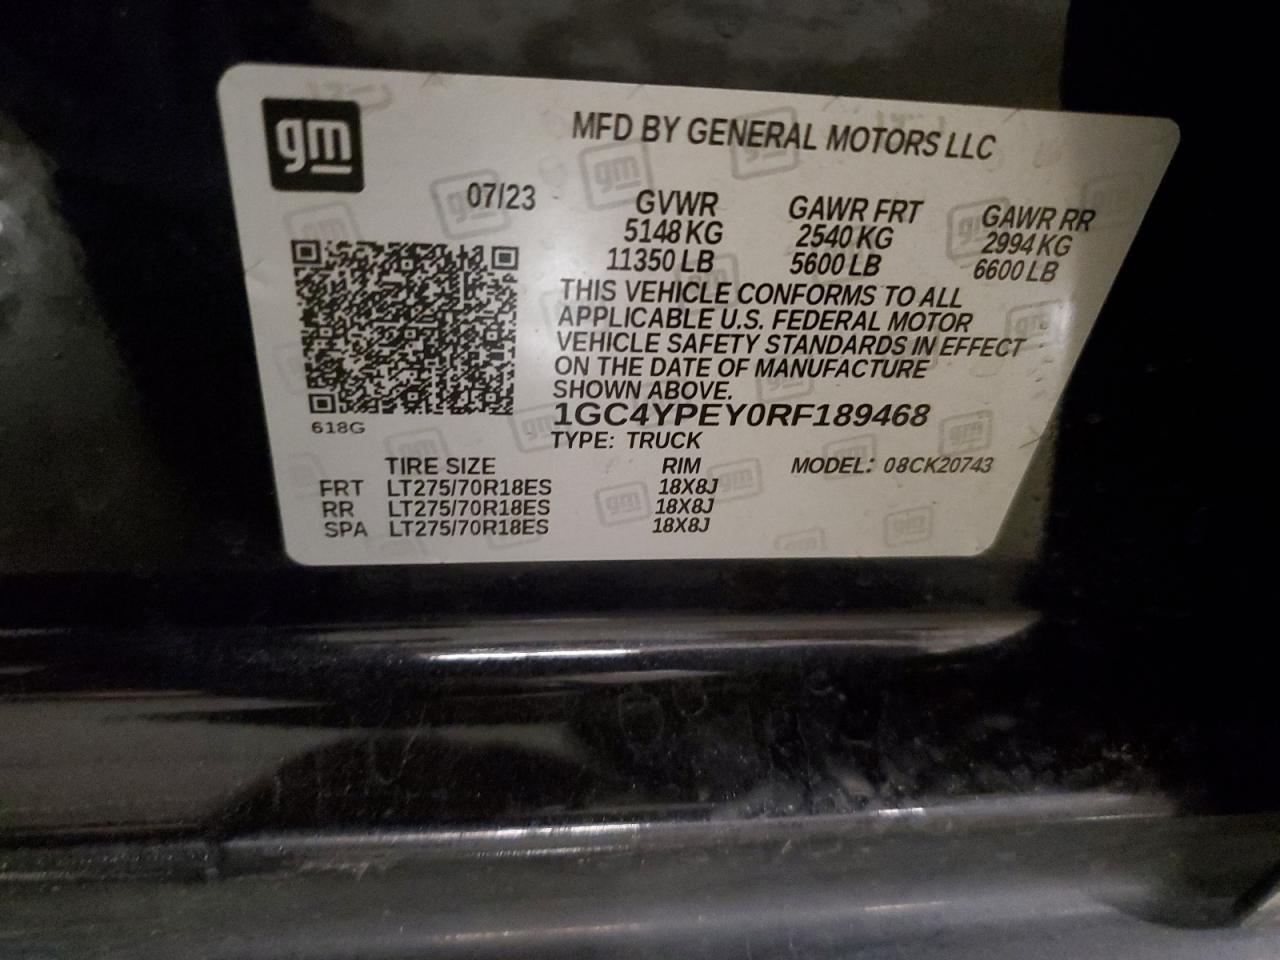 gm
MFD BY GENERAL MOTORS LLC
07/23 GVWR GAWR FRT GAWR RR
5148 KG 2540 KG 2994 KG
11350 LB 5600 LB 6600 LB
THIS VEHICLE CONFORMS TO ALL
APPLICABLE U.S. FEDERAL MOTOR
VEHICLE SAFETY STANDARDS IN EFFECT
ON THE DATE OF MANUFACTURE
SHOWN ABOVE.
1GC4YPEY0RF189468
618G
TYPE: TRUCK
TIRE SIZE RIM MODEL: 08CK20743
FRT LT275/70R18ES 18X8J
RR LT275/70R18ES 18X8J
SPA LT275/70R18ES 18X8J